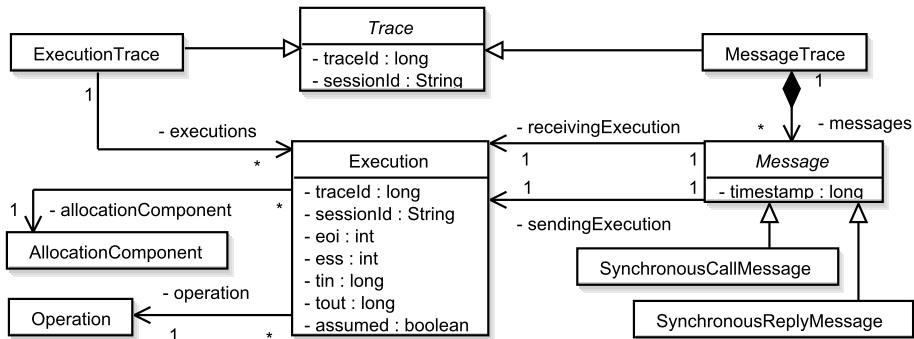 Trace
- traceId : long
- sessionId : String
ExecutionTrace
1
- executions
*
MessageTrace
1
- messages
*
Execution
- traceId : long
- sessionId : String
- eoi : int
- ess : int
- tin : long
- tout : long
- assumed : boolean
- receivingExecution
1
1
1
1
- sendingExecution
Message
- timestamp : long
1
- allocationComponent
*
AllocationComponent
- operation
Operation
1
*
SynchronousCallMessage
SynchronousReplyMessage